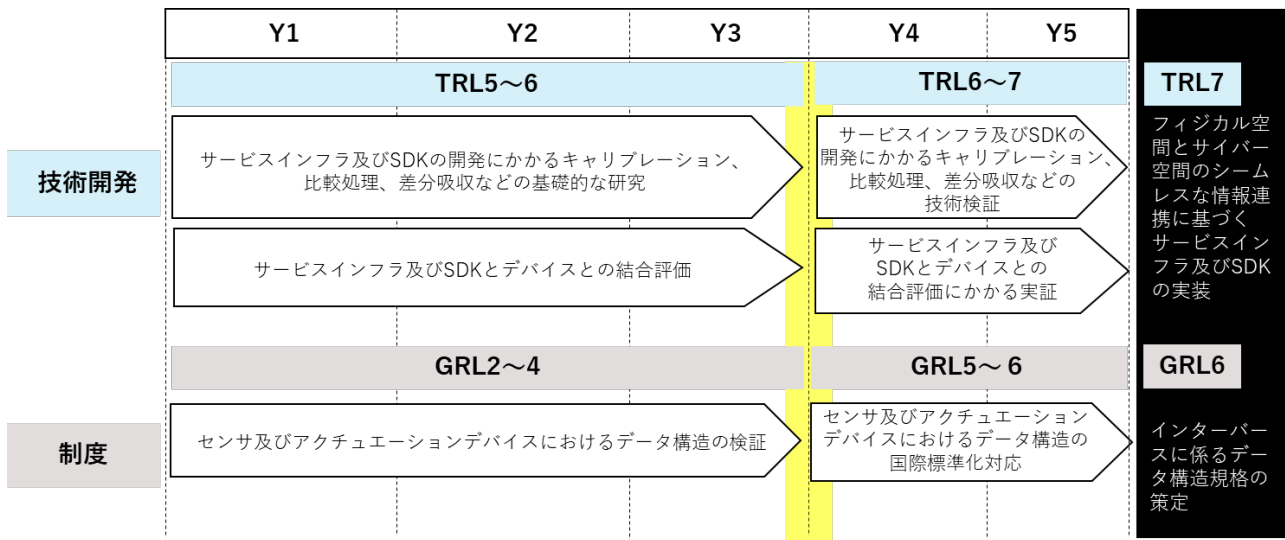 Y1 Y2 Y3 Y4 Y5
TRL5～6
TRL6～7
TRL7
技術開発
サービスインフラ及びSDKの開発にかかるキャリブレーション、
比較処理、差分吸収などの基礎的な研究
サービスインフラ及びSDKの
開発にかかるキャリブレーション、
比較処理、差分吸収などの
技術検証
サービスインフラ及びSDKとデバイスとの結合評価
サービスインフラ及び
SDKとデバイスとの
結合評価にかかる実証
フィジカル空
間とサイバー
空間のシーム
レスな情報連
携に基づく
サービスイン
フラ及びSDK
の実装
GRL2～4
GRL5～６
GRL6
制度
センサ及びアクチュエーションデバイスにおけるデータ構造の検証
センサ及びアクチュエーション
デバイスにおけるデータ構造の
国際標準化対応
インターバー
スに係るデー
タ構造規格の
策定